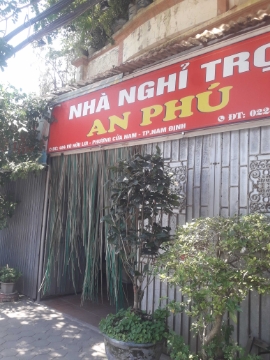 NHÀ NGHỈ TRỌ
AN PHÚ
ĐT: 022
PHƯỜNG CỬA NAM - TP.NAM ĐỊNH